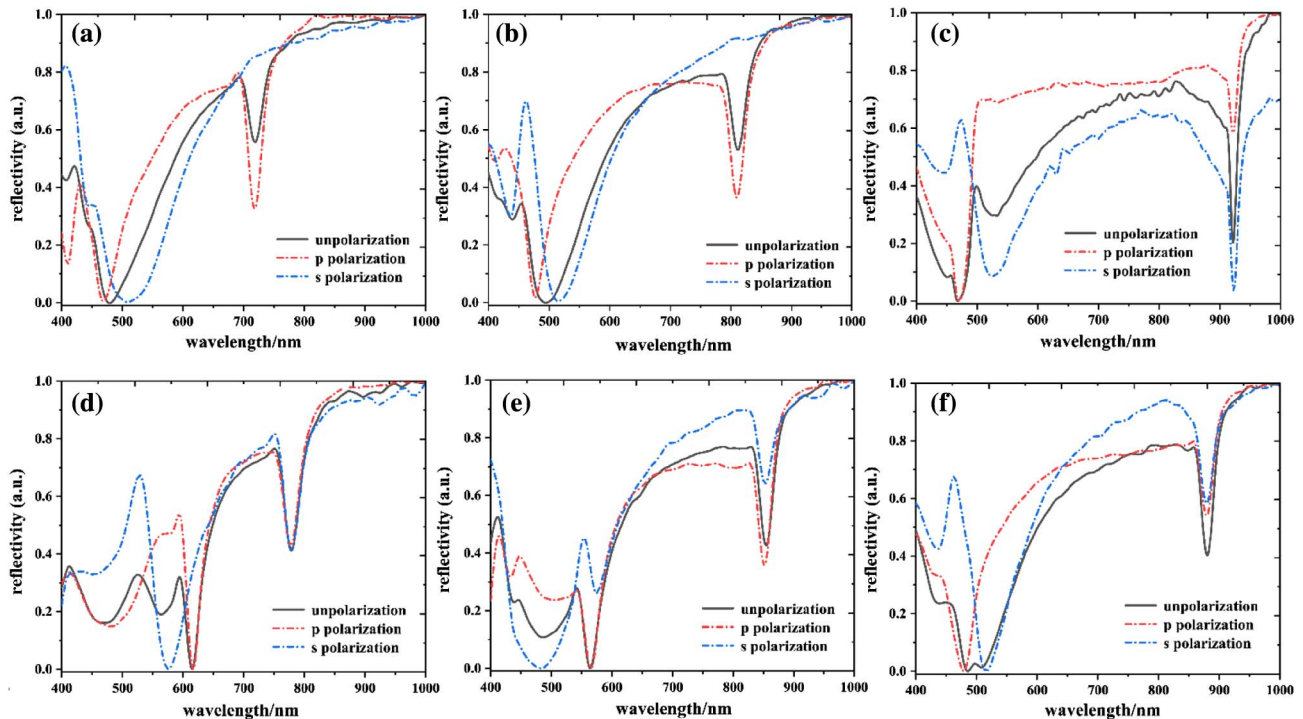 (a)
reflectivity (a.u.)
1.0
0.8
0.6
0.4
0.2
0.0
unpolarization
p polarization
s polarization
400 500 600 700 800 900 1000
wavelength/nm
(b)
reflectivity (a.u.)
1.0
0.8
0.6
0.4
0.2
0.0
unpolarization
p polarization
s polarization
400 500 600 700 800 900 1000
wavelength/nm
(c)
reflectivity (a.u.)
1.0
0.8
0.6
0.4
0.2
0.0
unpolarization
p polarization
s polarization
400 500 600 700 800 900 1000
wavelength/nm
(d)
reflectivity (a.u.)
1.0
0.8
0.6
0.4
0.2
0.0
unpolarization
p polarization
s polarization
400 500 600 700 800 900 1000
wavelength/nm
(e)
reflectivity (a.u.)
1.0
0.8
0.6
0.4
0.2
0.0
unpolarization
p polarization
s polarization
400 500 600 700 800 900 1000
wavelength/nm
(f)
reflectivity (a.u.)
1.0
0.8
0.6
0.4
0.2
0.0
unpolarization
p polarization
s polarization
400 500 600 700 800 900 1000
wavelength/nm